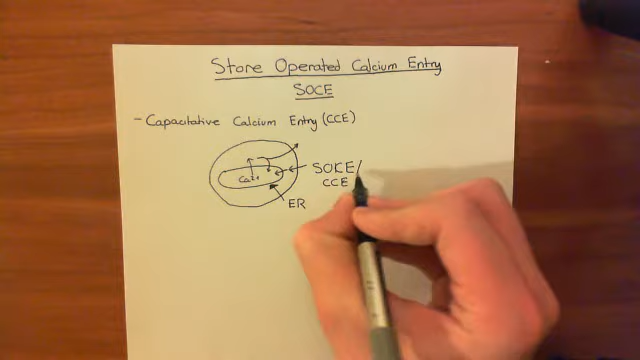 Store Operated Calcium Entry
SOCE
- Capacitative Calcium Entry (CCE)
Ca2+
SOCE/
CCE
ER